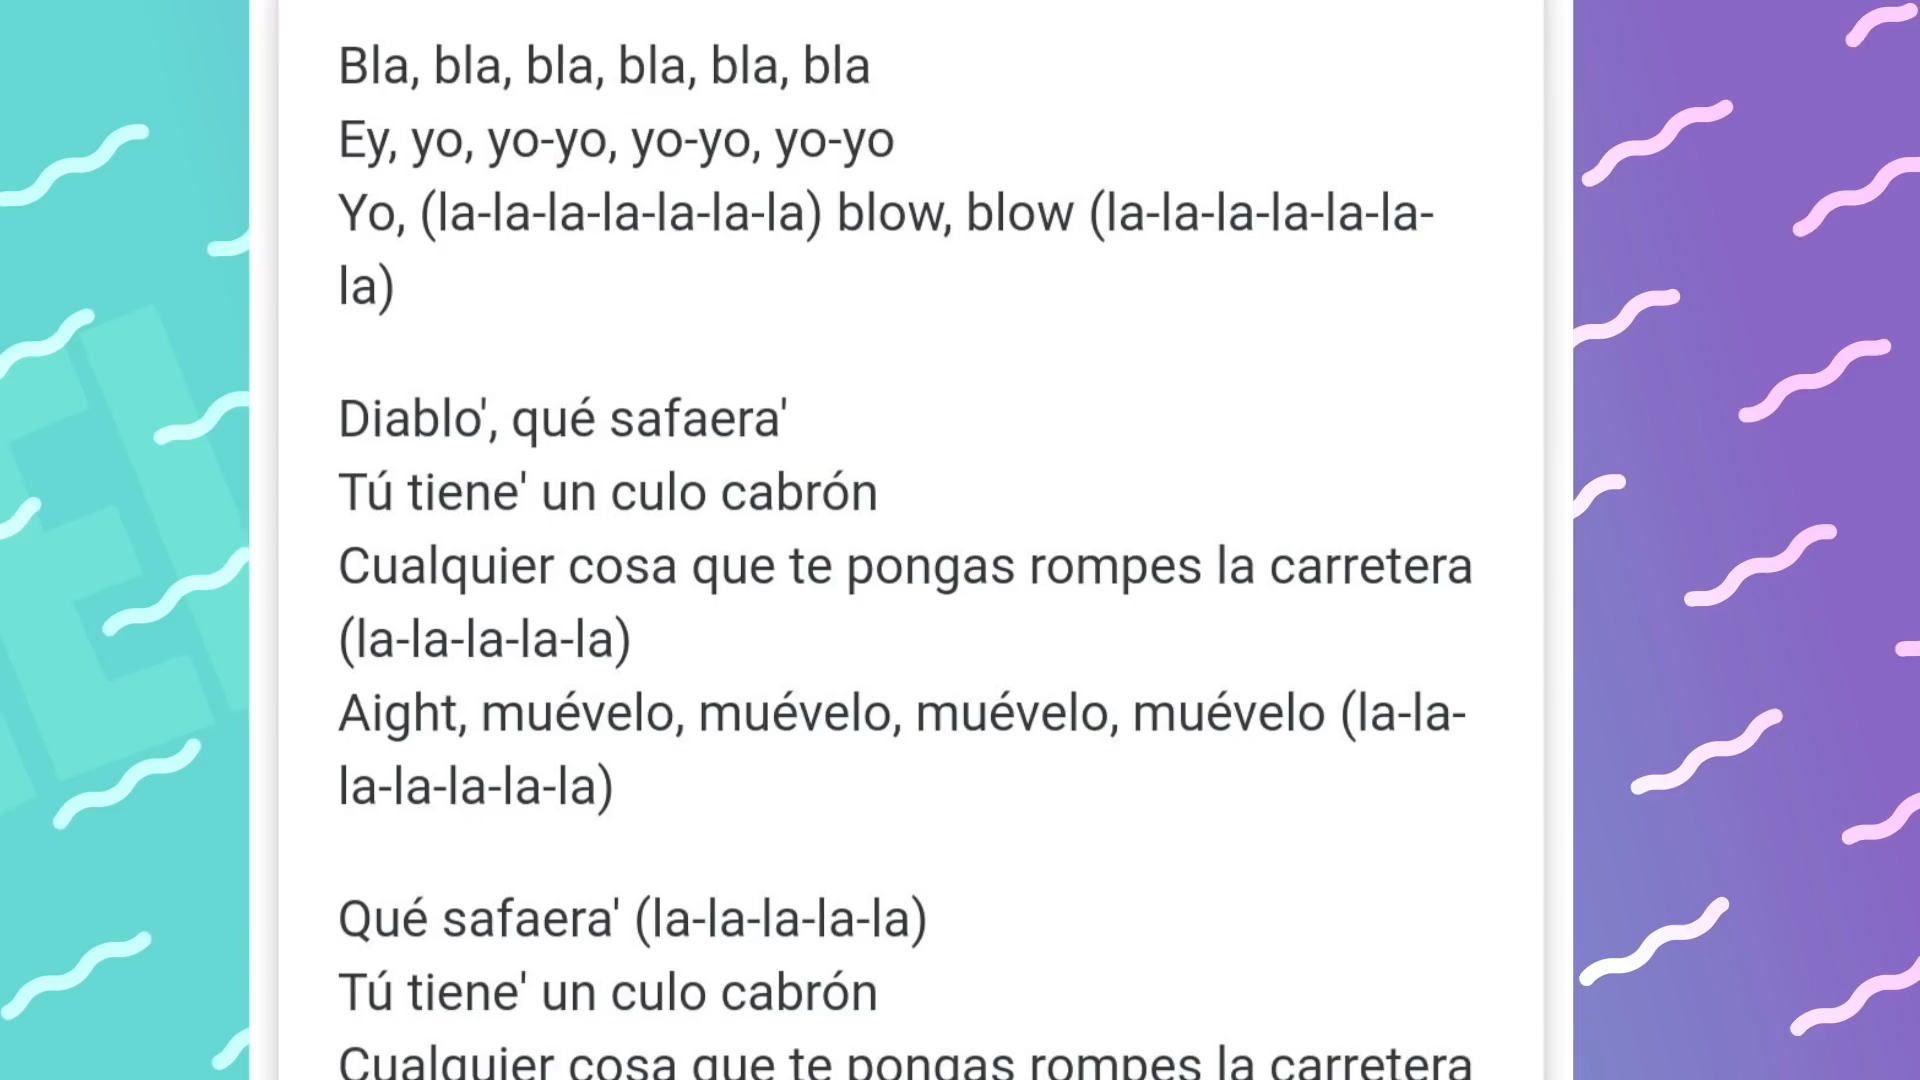 Bla, bla, bla, bla, bla, bla
Ey, yo, yo-yo, yo-yo, yo-yo
Yo, (la-la-la-la-la-la-la) blow, blow (la-la-la-la-la-la-
la)
Diablo', qué safaera'
Tú tiene' un culo cabrón
Cualquier cosa que te pongas rompes la carretera
(la-la-la-la-la)
Aight, muévelo, muévelo, muévelo, muévelo (la-la-
la-la-la-la-la)
Qué safaera' (la-la-la-la-la)
Tú tiene' un culo cabrón
Cualquier cosa que te pongas rompes la carretera